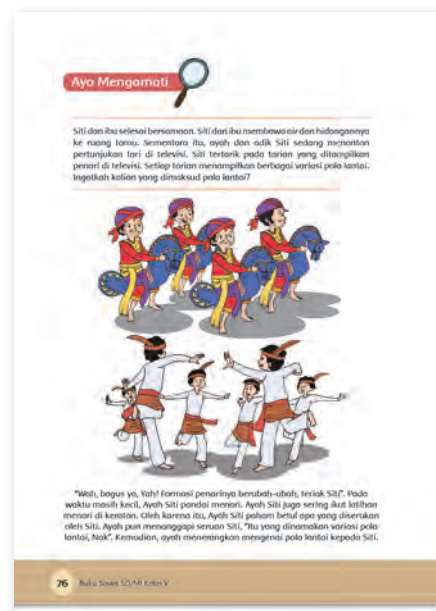 Ayo Mengamati
Siti dan ibu selesai bersamaan. Siti dan ibu membawa air dan hidangannya
ke ruang tamu. Sementara itu, ayah dan adik Siti sedang menonton
pertunjukan tari di televisi. Siti tertarik pada tarian yang ditampilkan
penari di televisi. Setiap tarian menampilkan berbagai variasi pola lantai.
Ingatkah kalian yang dimaksud pola lantai?
"Wah, bagus ya, Yah! Formasi penarinya berubah-ubah, teriak Siti". Pada
waktu masih kecil, Ayah Siti pandai menari. Ayah Siti juga sering ikut latihan
menari di keraton. Oleh karena itu, Ayah Siti paham betul apa yang diserukan
oleh Siti. Ayah pun menanggapi seruan Siti, "Itu yang dinamakan variasi pola
lantai, Nak". Kemudian, ayah menerangkan mengenai pola lantai kepada Siti.
76 Buku Siswa SD/MI Kelas V